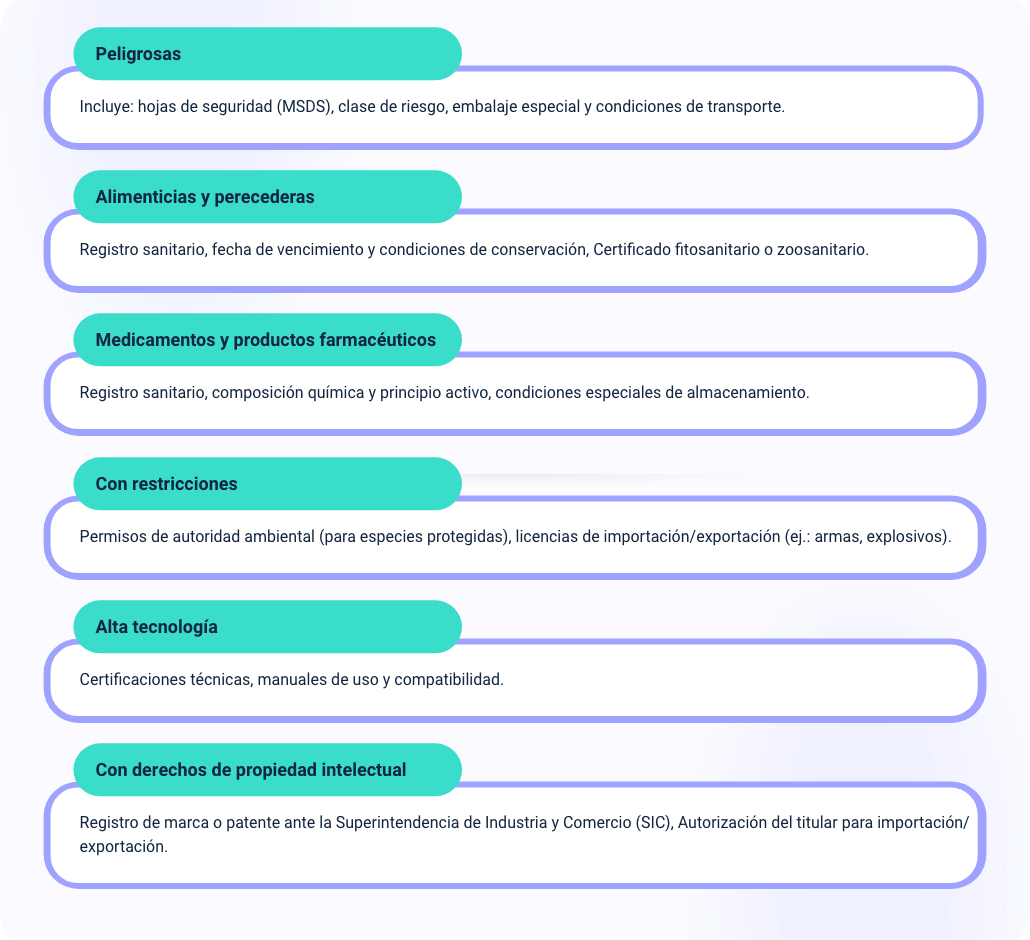 Peligrosas
Incluye: hojas de seguridad (MSDS), clase de riesgo, embalaje especial y condiciones de transporte.
Alimenticias y perecederas
Registro sanitario, fecha de vencimiento y condiciones de conservación, Certificado fitosanitario o zoosanitario.
Medicamentos y productos farmacéuticos
Registro sanitario, composición química y principio activo, condiciones especiales de almacenamiento.
Con restricciones
Permisos de autoridad ambiental (para especies protegidas), licencias de importación/exportación (ej.: armas, explosivos).
Alta tecnología
Certificaciones técnicas, manuales de uso y compatibilidad.
Con derechos de propiedad intelectual
Registro de marca o patente ante la Superintendencia de Industria y Comercio (SIC), Autorización del titular para importación/
exportación.